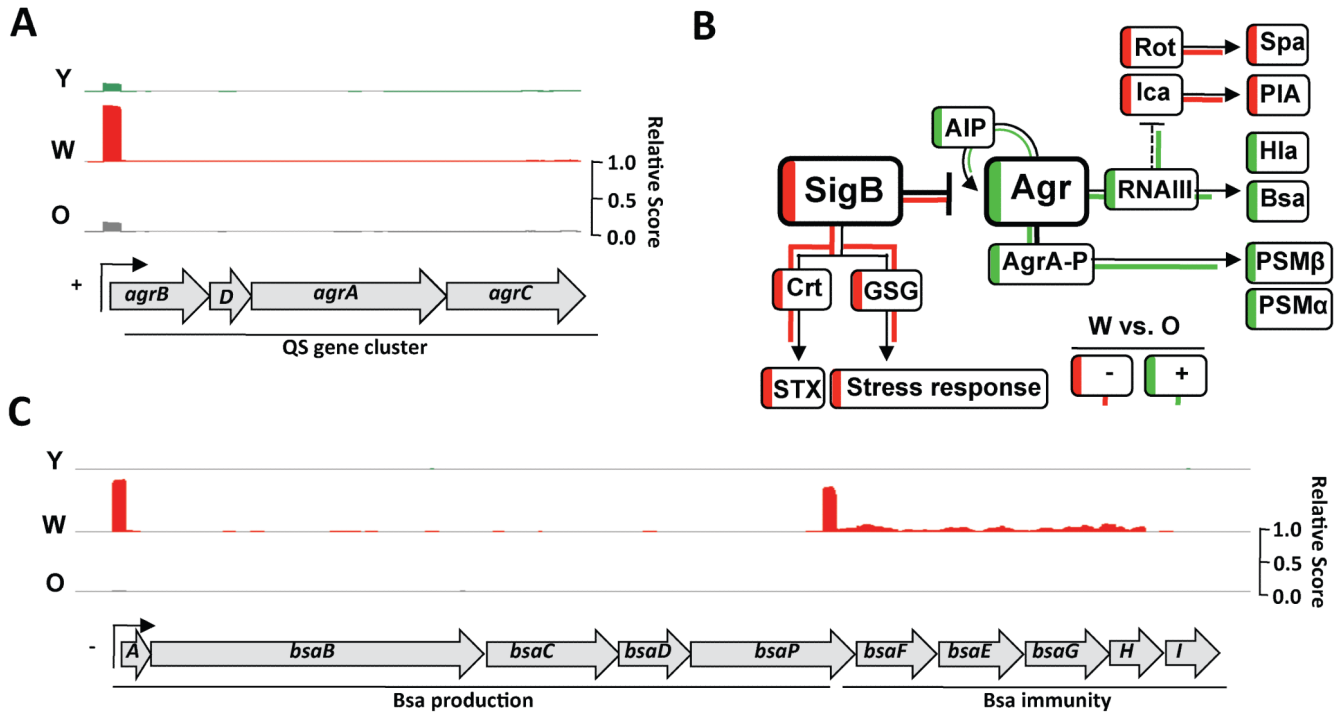 A
Y
W
O
Relative Score
1.0
0.5
0.0
+
agrB
D
agrA
agrC
QS gene cluster
B
Rot
Spa
Ica
PIA
AIP
Hla
SigB
Agr
RNAIII
Bsa
AgrA-P
PSMβ
Crt
GSG
PSMα
W vs. O
-
+
STX
Stress response
C
Y
W
O
Relative Score
1.0
0.5
0.0
-
A
bsaB
bsaC
bsaD
bsaP
bsaF
bsaE
bsaG
H
I
Bsa production
Bsa immunity